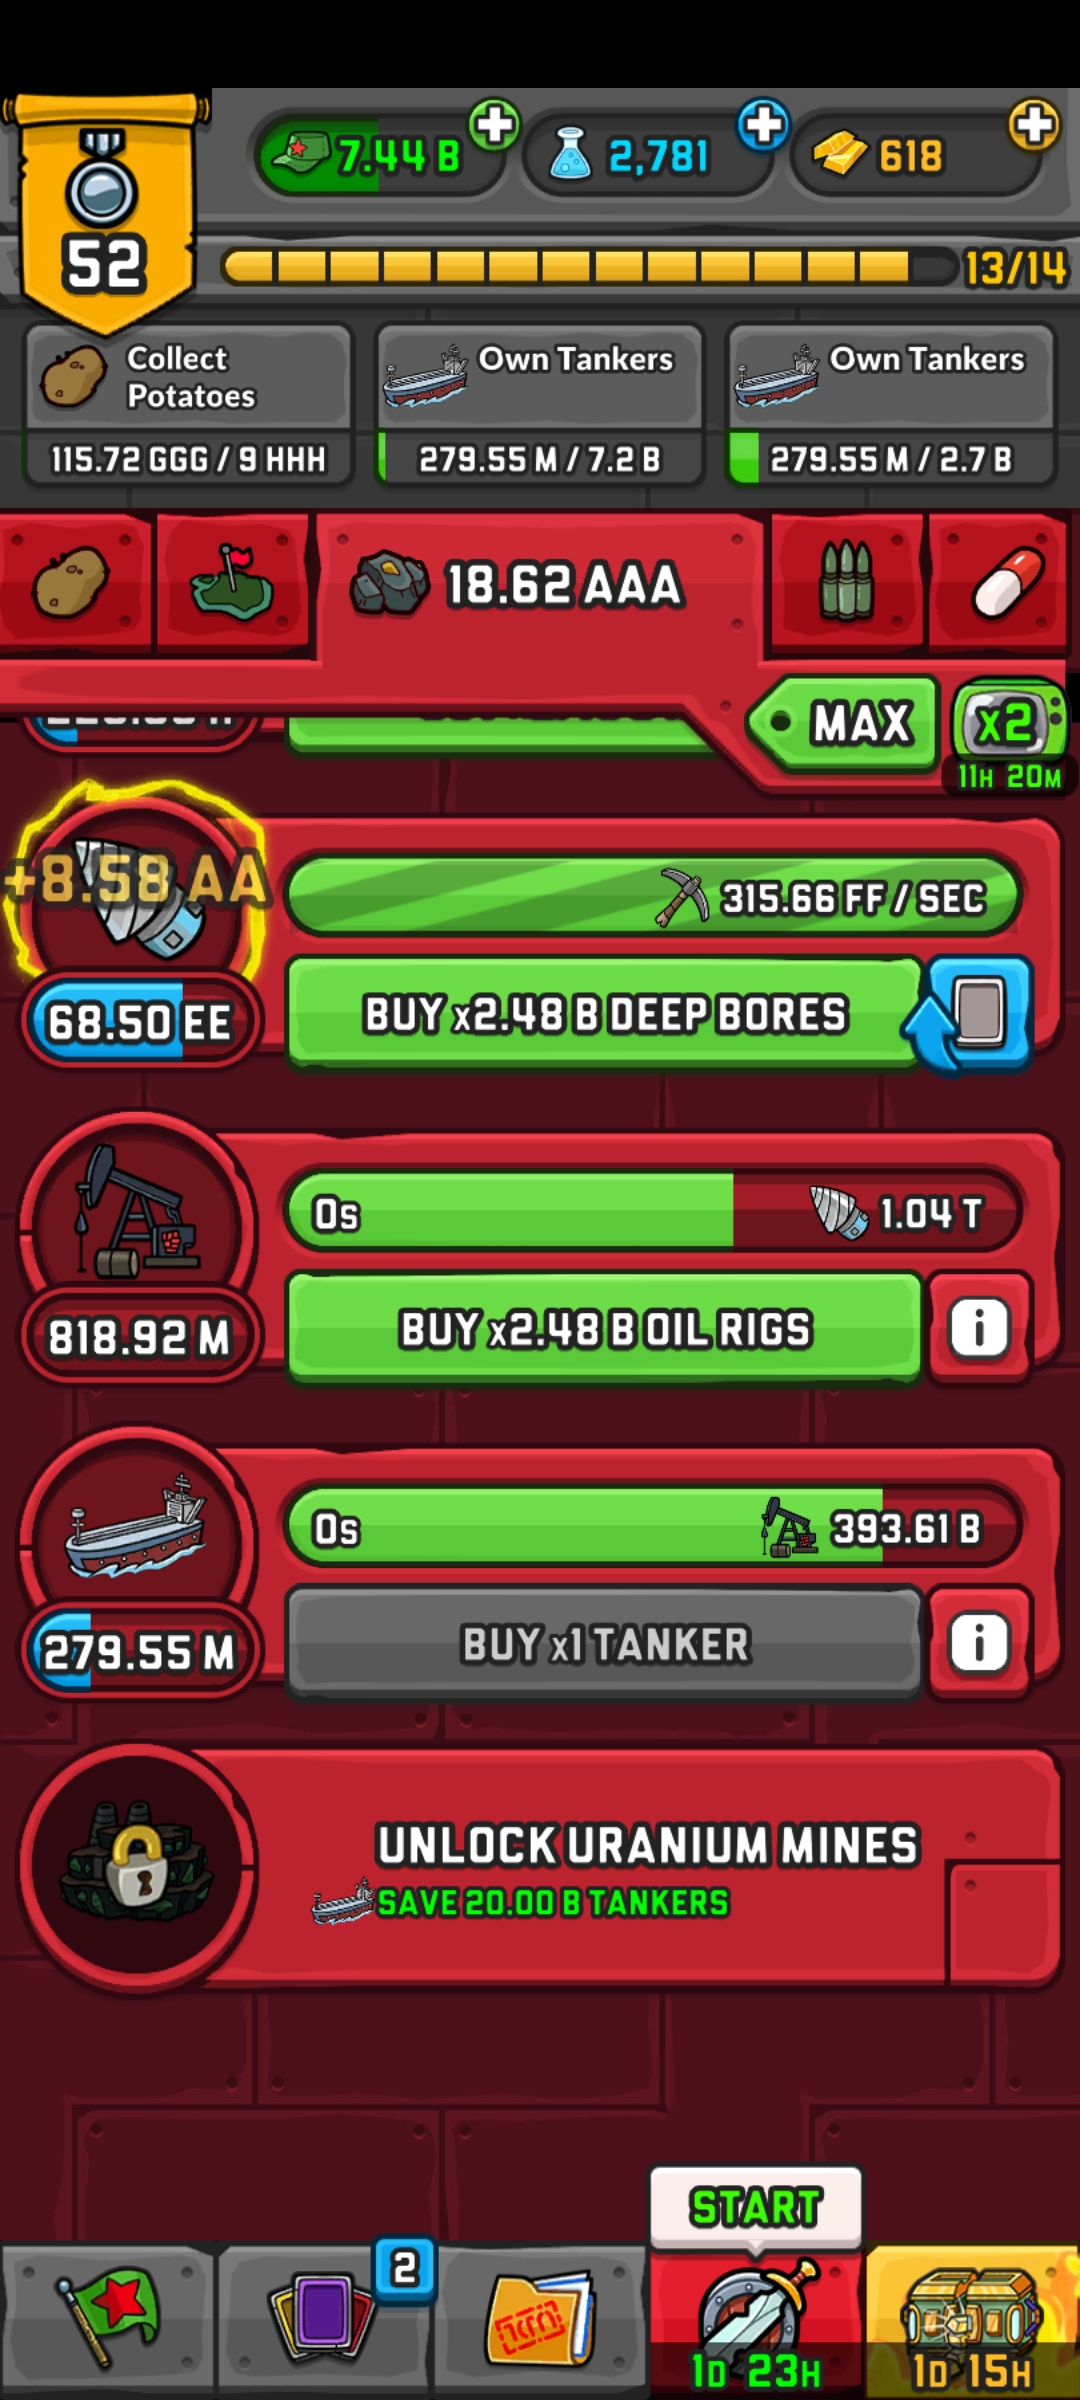 7.44 B
2,781
618
52
13/14
Collect
Potatoes
115.72 GGG / 9 HHH
Own Tankers
279.55 M / 7.2 B
Own Tankers
279.55 M / 2.7 B
18.62 AAA
MAX
x2
11H 20M
+8.58 AA
315.66 FF / SEC
68.50 EE
BUY x2.48 B DEEP BORES
0s
1.04 T
818.92 M
BUY x2.48 B OIL RIGS
i
0s
393.61 B
279.55 M
BUY x1 TANKER
i
UNLOCK URANIUM MINES
SAVE 20.00 B TANKERS
START
2
1D 23H
1D 15H